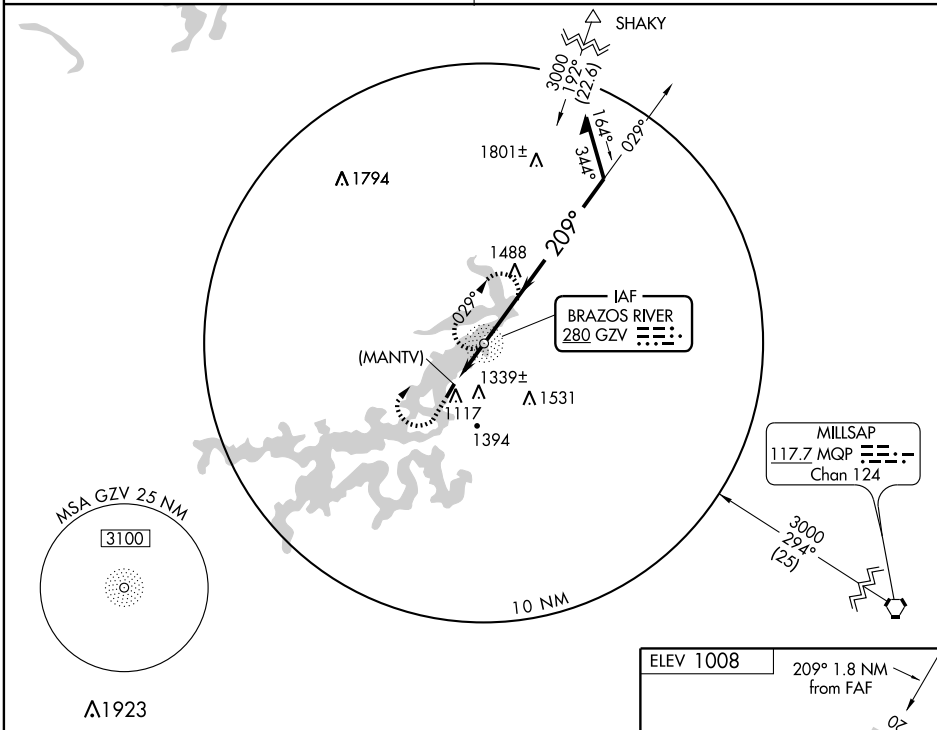 SHAKY
3000
192°
(22.6)
164°
344°
029°
1801±
1794
209°
1488
029°
IAF
BRAZOS RIVER
280 GZV
(MANTV)
1339±
1117
1531
1394
MILLSAP
117.7 MQP
Chan 124
MSA GZV 25 NM
3100
3000
294°
(25)
10 NM
1923
ELEV 1008
209° 1.8 NM
from FAF
20